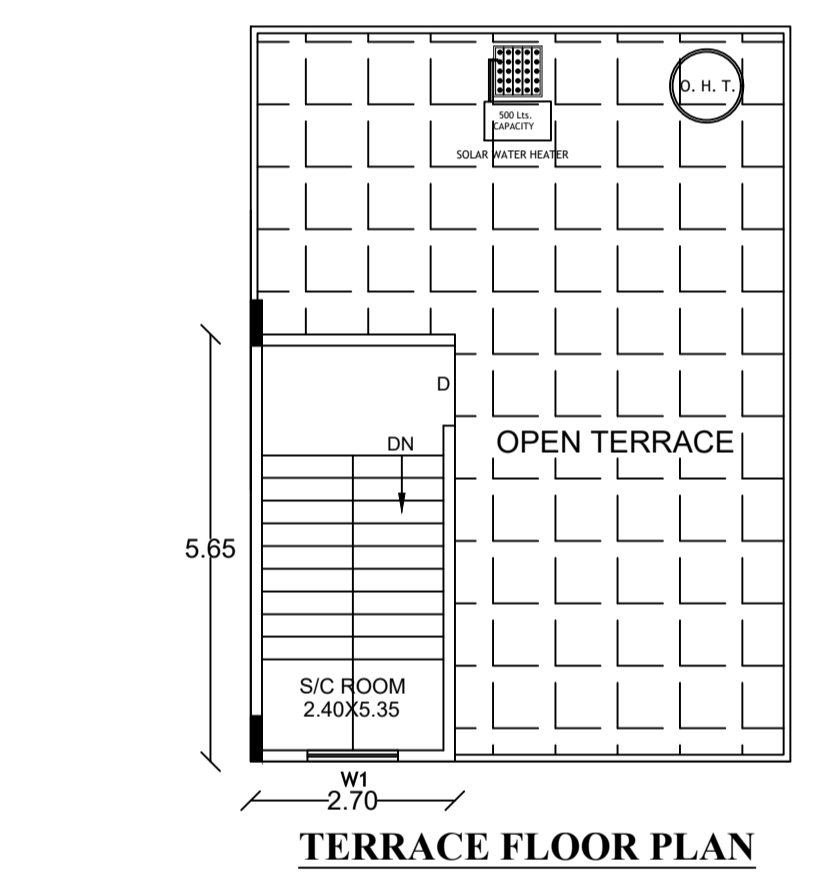 O. H. T.
500 Lts.
CAPACITY
SOLAR WATER HEATER
D
DN
OPEN TERRACE
5.65
S/C ROOM
2.40X5.35
W1
2.70
TERRACE FLOOR PLAN